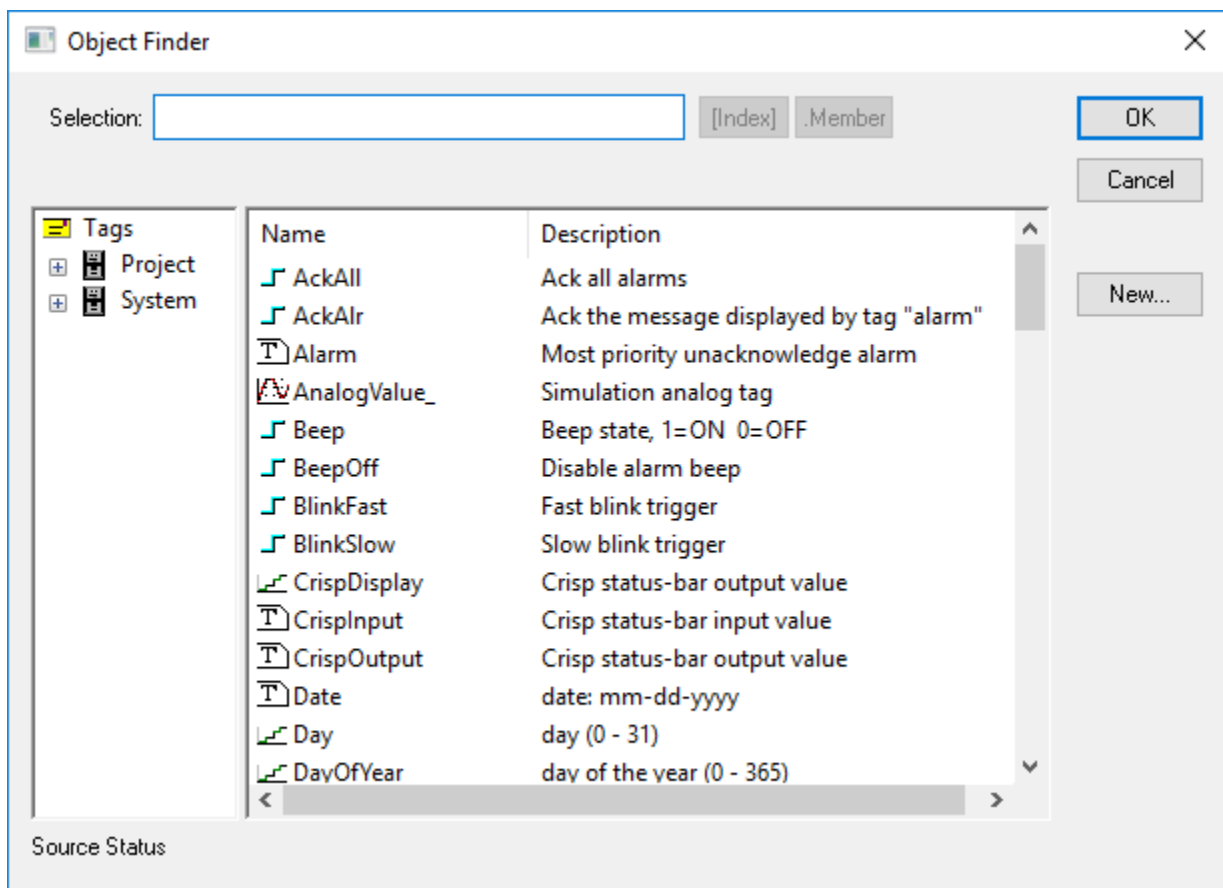 Object Finder
Selection: [Index] .Member OK
Cancel
New...
Tags
Project
System
Name Description
AckAll Ack all alarms
AckAlr Ack the message displayed by tag "alarm"
Alarm Most priority unacknowledge alarm
AnalogValue_ Simulation analog tag
Beep Beep state, 1=ON 0=OFF
BeepOff Disable alarm beep
BlinkFast Fast blink trigger
BlinkSlow Slow blink trigger
CrispDisplay Crisp status-bar output value
CrispInput Crisp status-bar input value
CrispOutput Crisp status-bar output value
Date date: mm-dd-yyyy
Day day (0 - 31)
DayOfYear day of the year (0 - 365)
Source Status